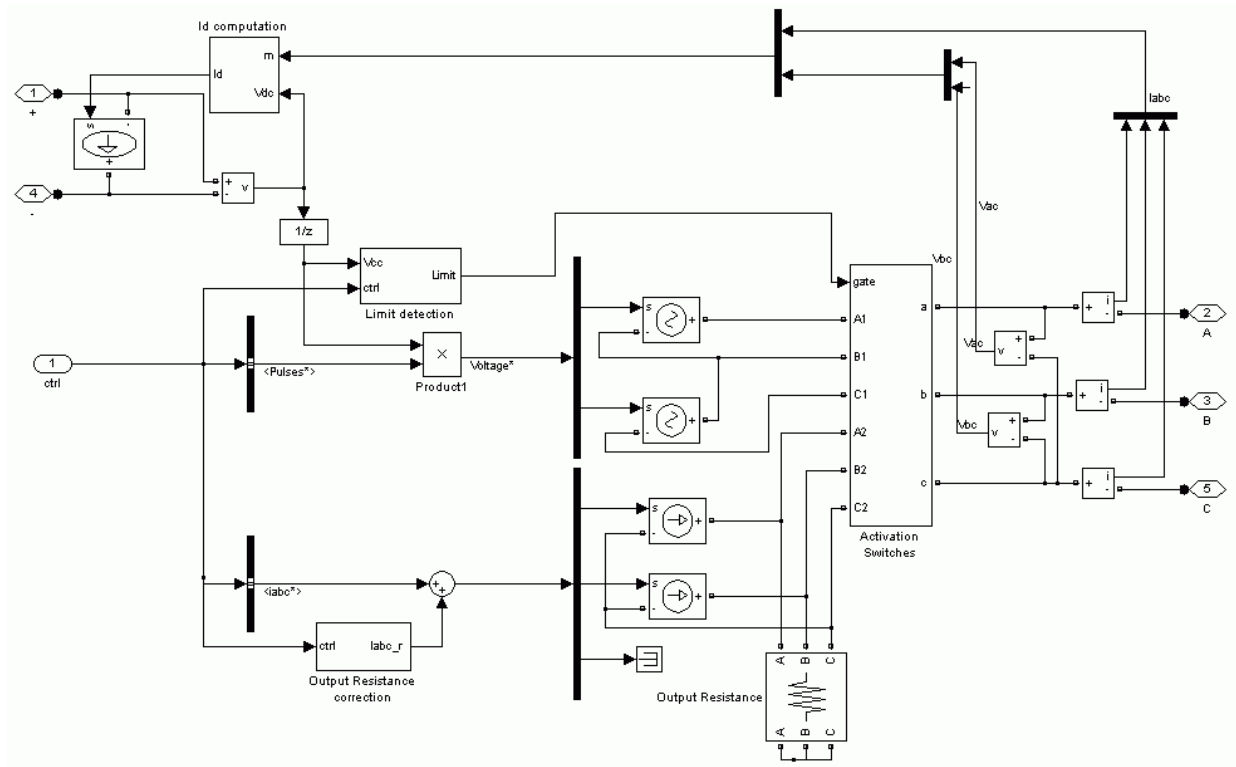 Id computation
m
Id
Vdc
1
+
s
-
+
4
-
+
-
v
1/z
Vcc
ctrl
Limit
Limit detection
1
ctrl
<Pulses*>
×
Product1
Voltage*
s
-
+
s
-
+
gate
A1
B1
C1
A2
B2
C2
a
b
c
Activation
Switches
Iabc
Vac
Vbc
Vac
Vbc
+
-
v
+
-
v
+
i
-
+
i
-
+
i
-
2
A
3
B
5
C
<iabc*>
+
+
ctrl
Iabc_r
Output Resistance
correction
s
-
+
s
-
+
Output Resistance
A
B
C
A
B
C